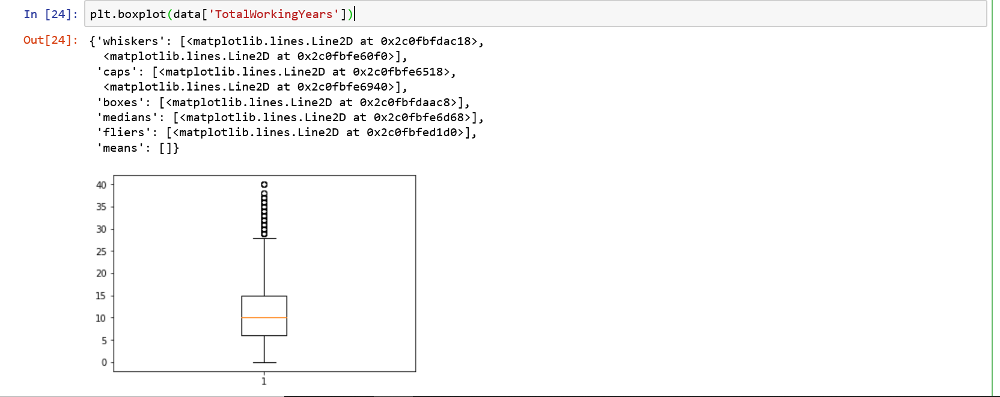 In [24]: plt.boxplot(data['TotalWorkingYears'])
Out[24]: {'whiskers': [<matplotlib.lines.Line2D at 0x2c0fbfdac18>,
<matplotlib.lines.Line2D at 0x2c0fbfe60f0>],
'caps': [<matplotlib.lines.Line2D at 0x2c0fbfe6518>,
<matplotlib.lines.Line2D at 0x2c0fbfe6940>],
'boxes': [<matplotlib.lines.Line2D at 0x2c0fbfdaac8>],
'medians': [<matplotlib.lines.Line2D at 0x2c0fbfe6d68>],
'fliers': [<matplotlib.lines.Line2D at 0x2c0fbfed1d0>],
'means': []}
40
35
30
25
20
15
10
5
0
1